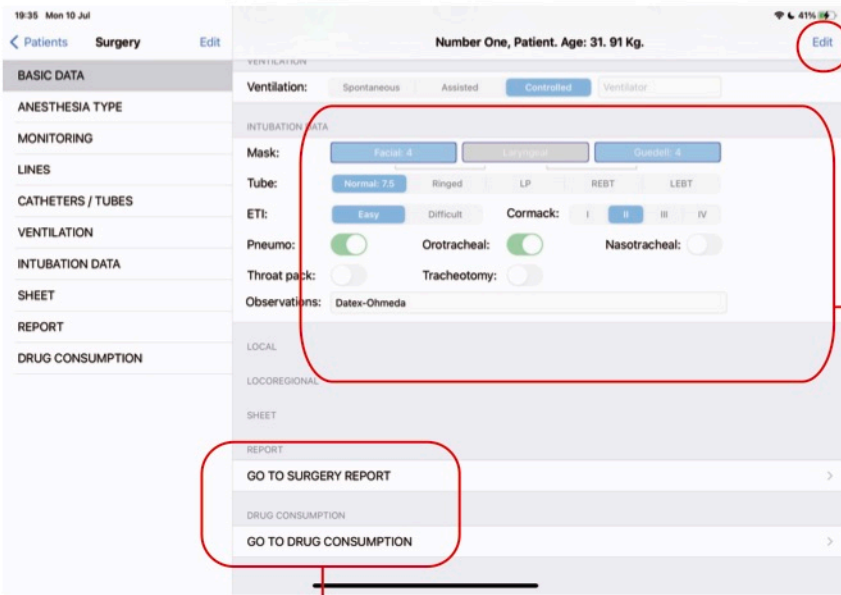 19:35 Mon 10 Jul
41%
Patients Surgery Edit
Number One, Patient. Age: 31. 91 Kg.
Edit
BASIC DATA
ANESTHESIA TYPE
MONITORING
LINES
CATHETERS / TUBES
VENTILATION
INTUBATION DATA
SHEET
REPORT
DRUG CONSUMPTION
VENTILATION
Ventilation: Spontaneous Assisted Controlled Ventilator
INTUBATION DATA
Mask: Facial: 4 Laryngeal Guedell: 4
Tube: Normal: 7.5 Ringed LP REBT LEBT
ETI: Easy Difficult Cormack: I II III IV
Pneumo: Orotracheal: Nasotracheal:
Throat pack: Tracheotomy:
Observations: Datex-Ohmeda
LOCAL
LOCOREGIONAL
SHEET
REPORT
GO TO SURGERY REPORT
DRUG CONSUMPTION
GO TO DRUG CONSUMPTION